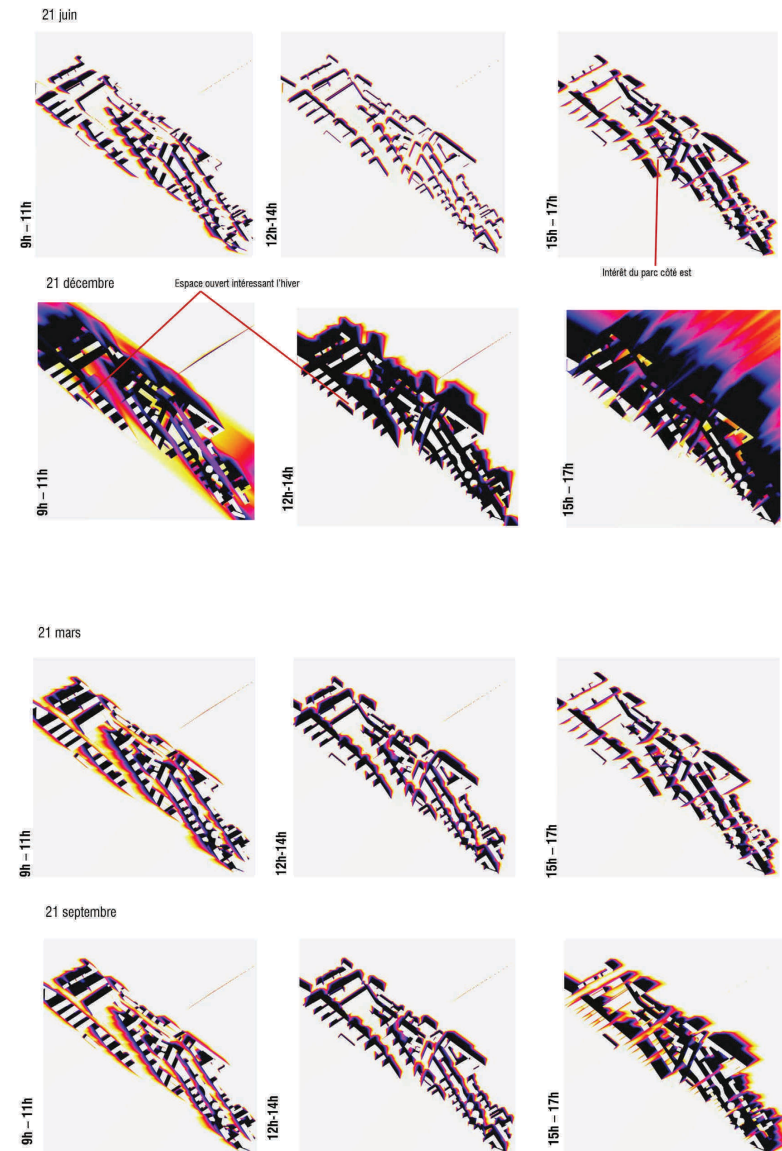 21 juin
9h – 11h
12h-14h
15h – 17h
Intérêt du parc côté est
21 décembre
Espace ouvert intéressant l'hiver
9h – 11h
12h-14h
15h – 17h
21 mars
9h – 11h
12h-14h
15h – 17h
21 septembre
9h – 11h
12h-14h
15h – 17h